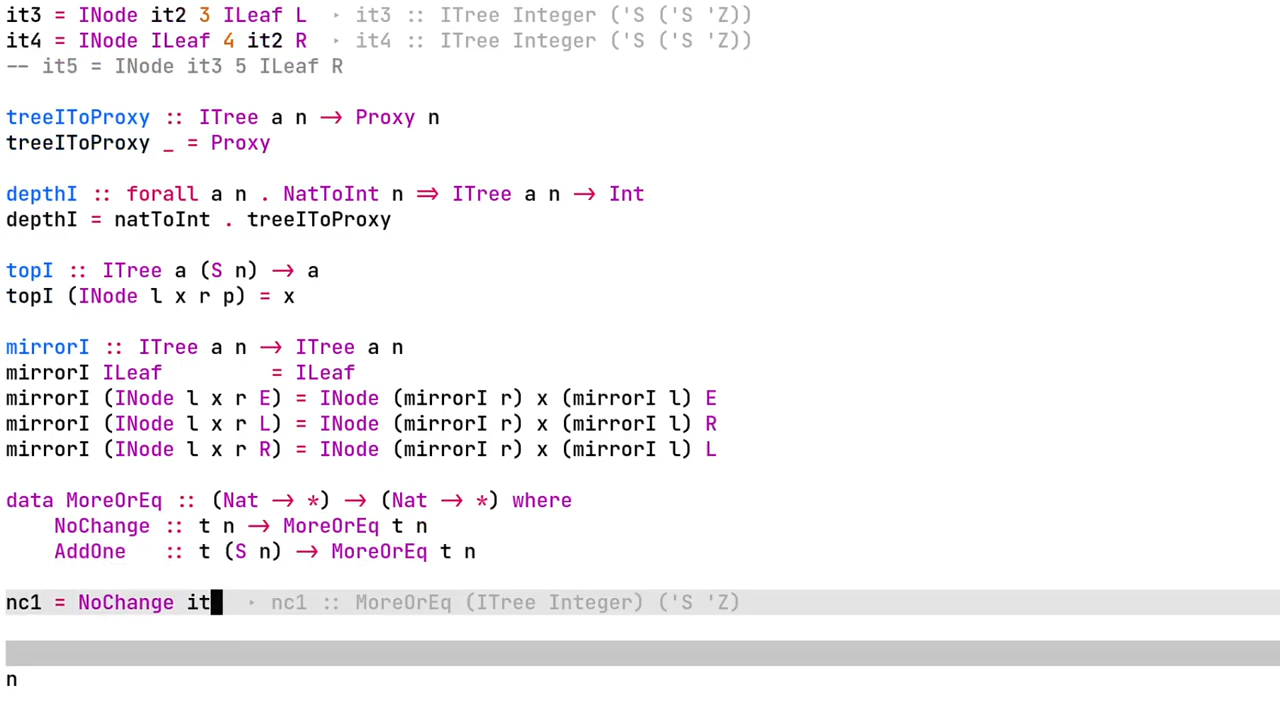 it3 = INode it2 3 ILeaf L ‣ it3 :: ITree Integer ('S ('S 'Z))
it4 = INode ILeaf 4 it2 R ‣ it4 :: ITree Integer ('S ('S 'Z))
-- it5 = INode it3 5 ILeaf R
treeIToProxy :: ITree a n -> Proxy n
treeIToProxy _ = Proxy
depthI :: forall a n . NatToInt n => ITree a n -> Int
depthI = natToInt . treeIToProxy
topI :: ITree a (S n) -> a
topI (INode l x r p) = x
mirrorI :: ITree a n -> ITree a n
mirrorI ILeaf         = ILeaf
mirrorI (INode l x r E) = INode (mirrorI r) x (mirrorI l) E
mirrorI (INode l x r L) = INode (mirrorI r) x (mirrorI l) R
mirrorI (INode l x r R) = INode (mirrorI r) x (mirrorI l) L
data MoreOrEq :: (Nat -> *) -> (Nat -> *) where
    NoChange :: t n -> MoreOrEq t n
    AddOne   :: t (S n) -> MoreOrEq t n
nc1 = NoChange it ‣ nc1 :: MoreOrEq (ITree Integer) ('S 'Z)
n